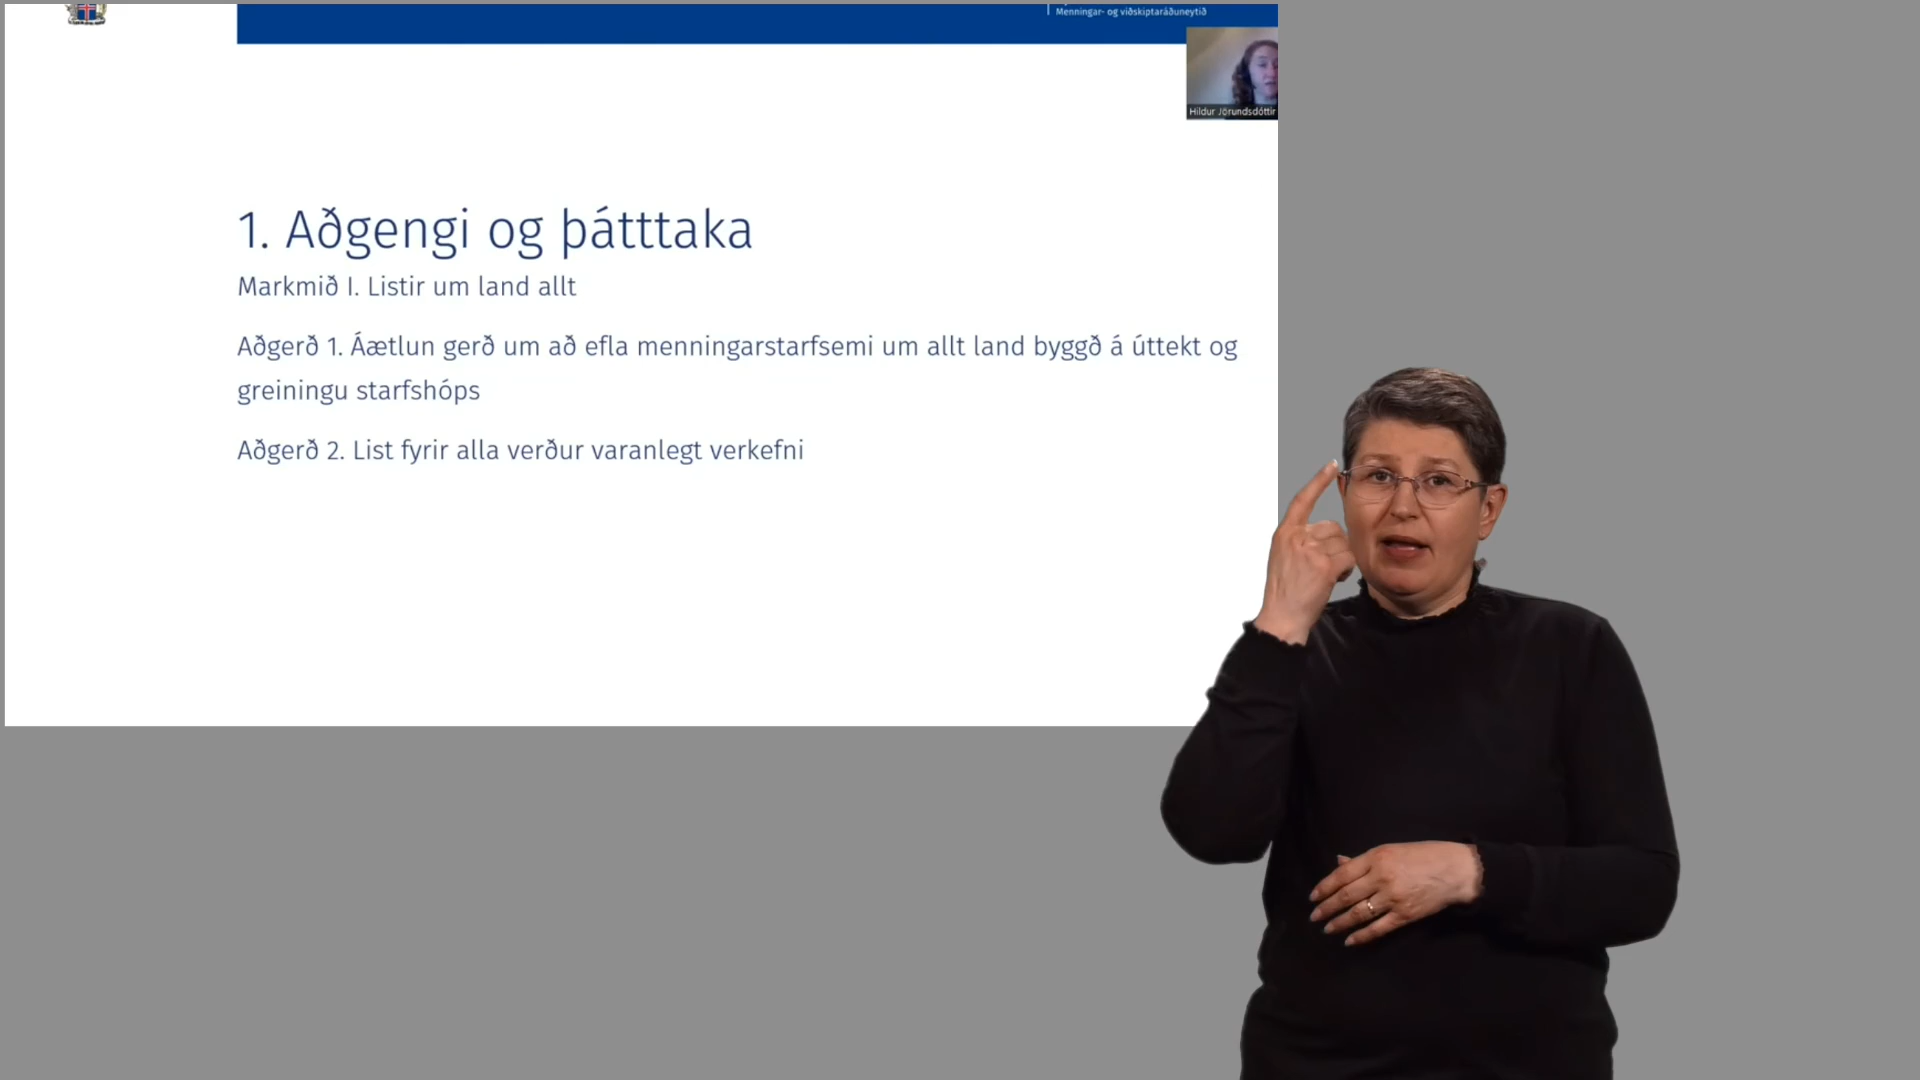 Menningar- og viðskiptaráðuneytið
Hildur Jörundsdóttir
1. Aðgengi og þátttaka
Markmið I. Listir um land allt
Aðgerð 1. Áætlun gerð um að efla menningarstarfsemi um allt land byggð á úttekt og
greiningu starfshóps
Aðgerð 2. List fyrir alla verður varanlegt verkefni